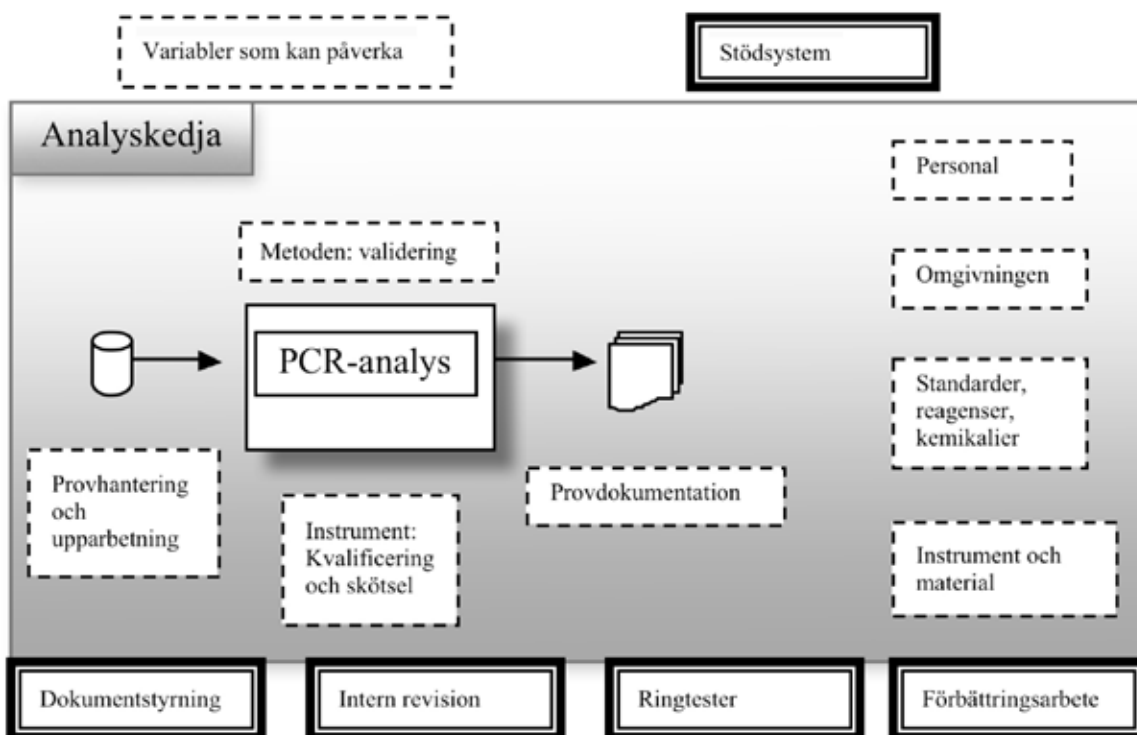 Variabler som kan påverka
Stödsystem
Analyskedja
Personal
Metoden: validering
Omgivningen
PCR-analys
Standarder,
reagenser,
kemikalier
Provhantering
och
upparbetning
Instrument:
Kvalificering
och skötsel
Provdokumentation
Instrument och
material
Dokumentstyrning
Intern revision
Ringtester
Förbättringsarbete